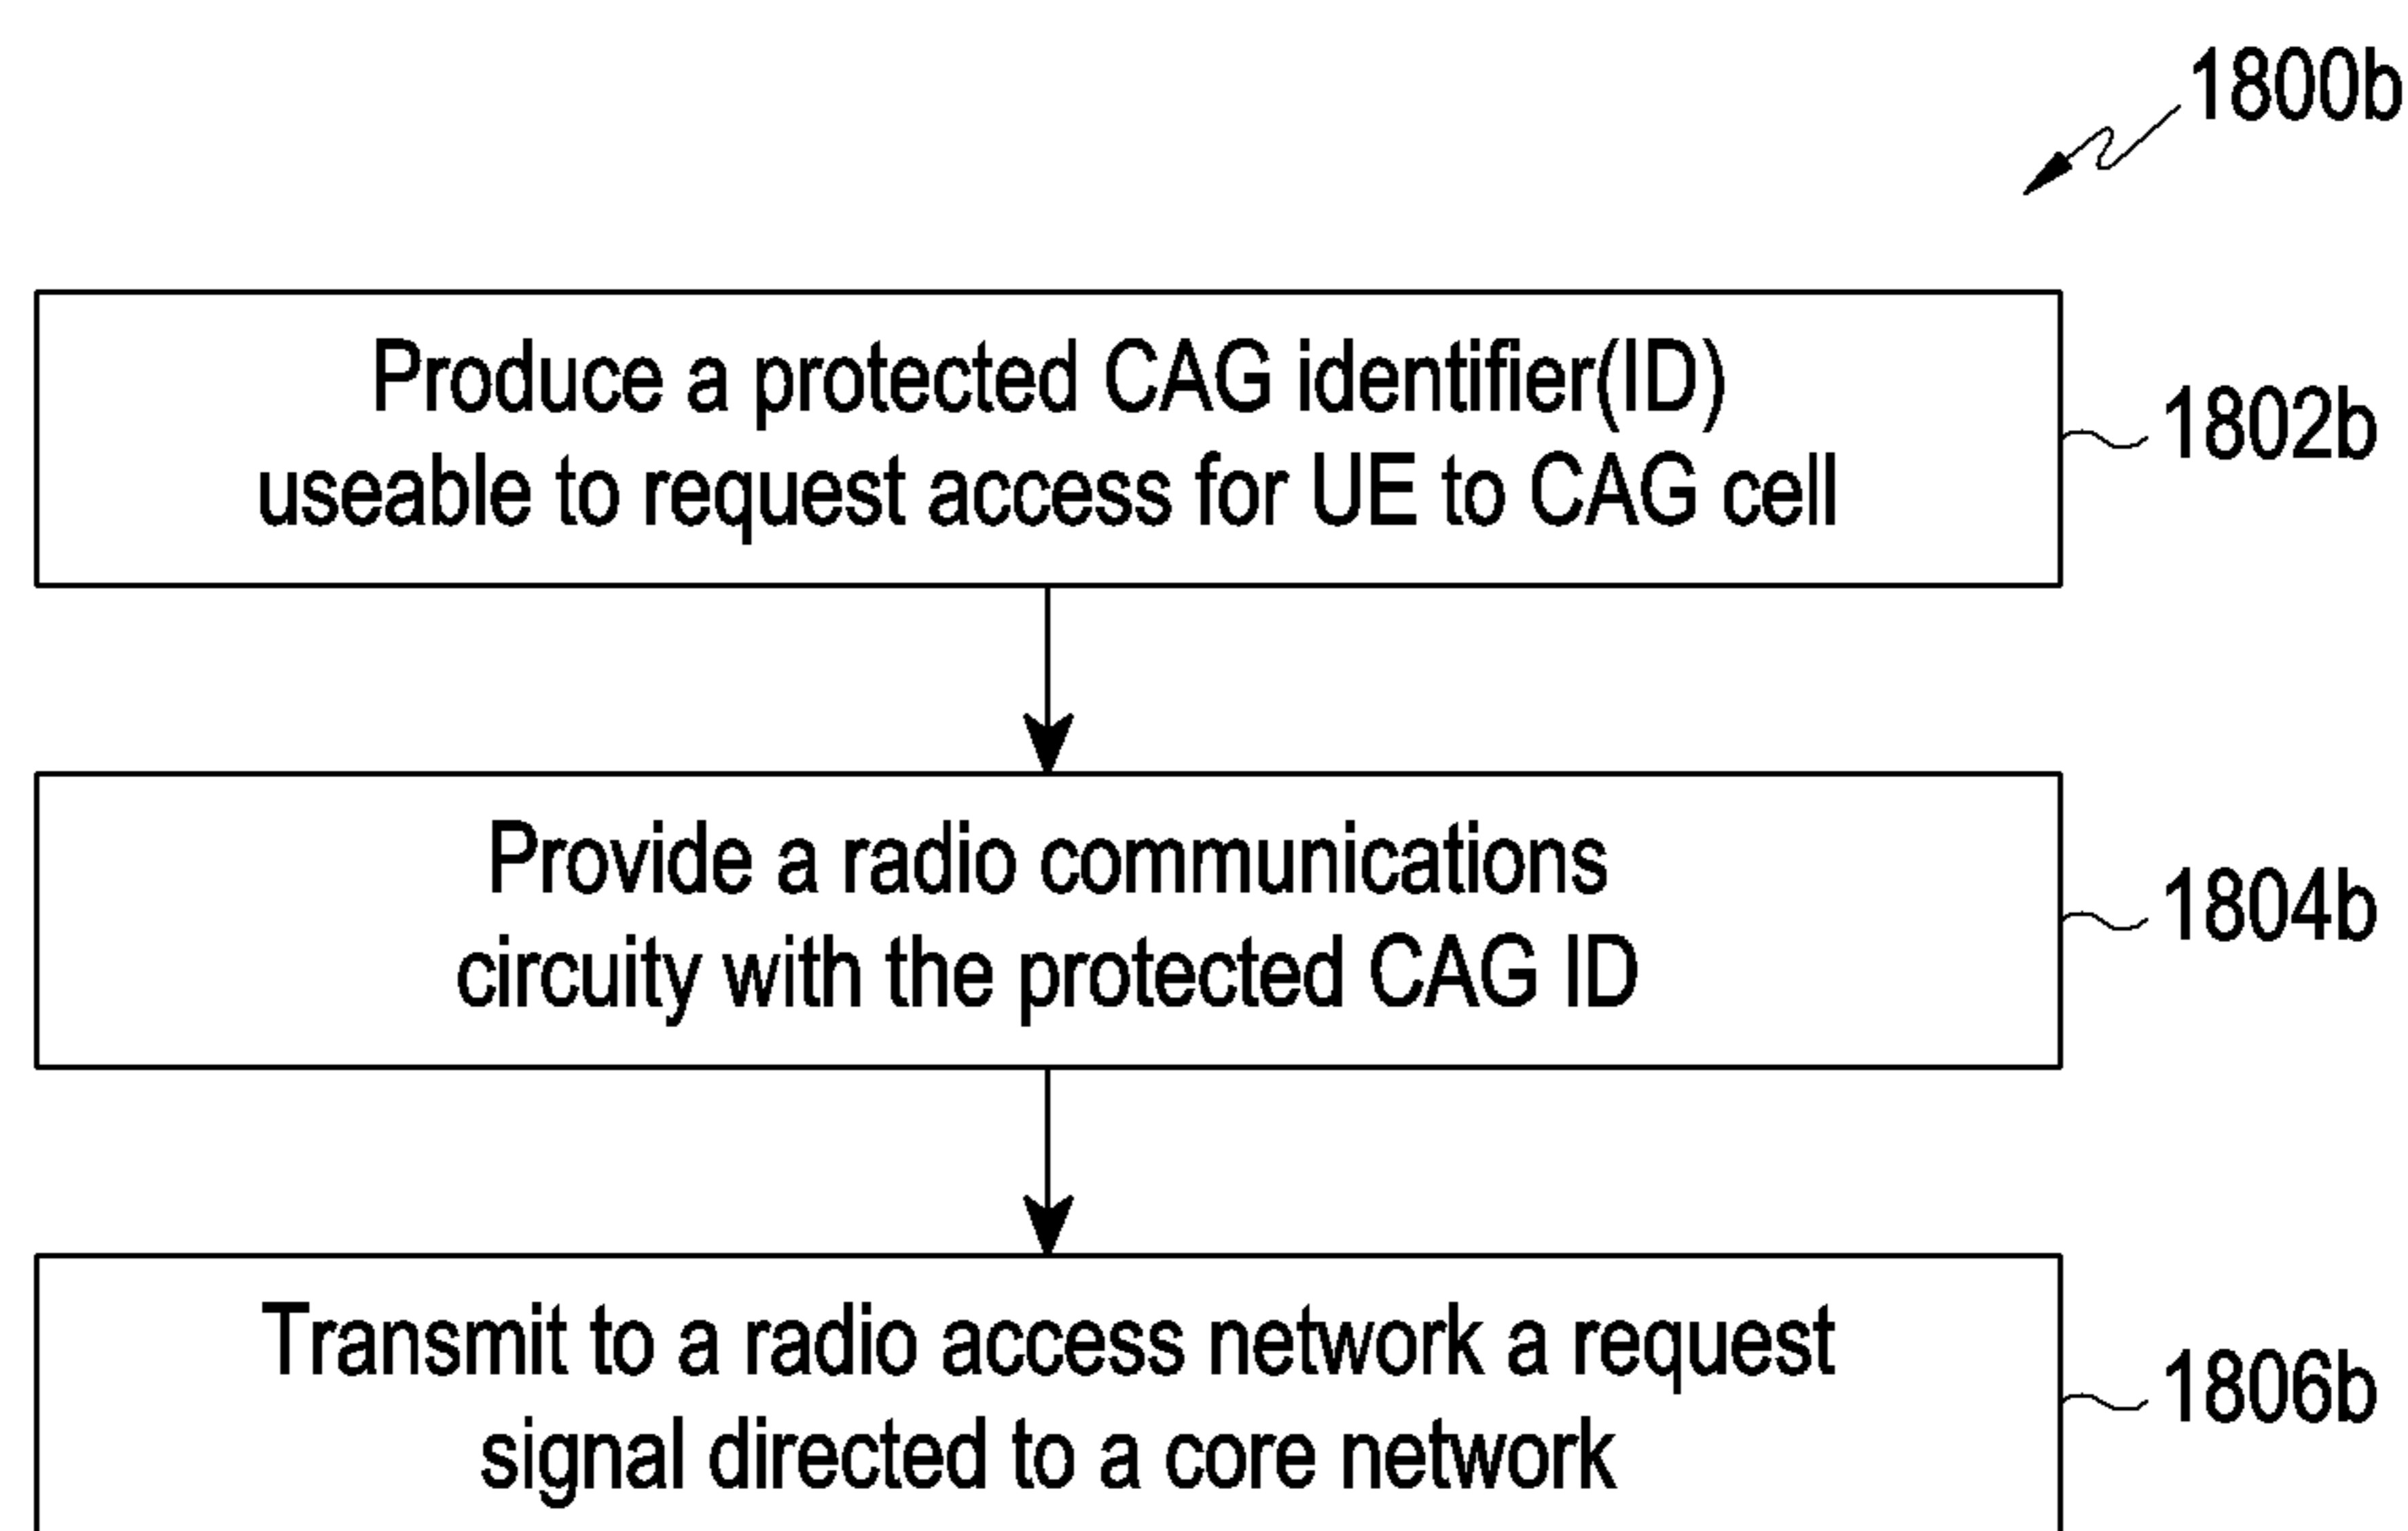 1800b
Produce a protected CAG identifier(ID)
useable to request access for UE to CAG cell
1802b
Provide a radio communications
circuity with the protected CAG ID
1804b
Transmit to a radio access network a request
signal directed to a core network
1806b